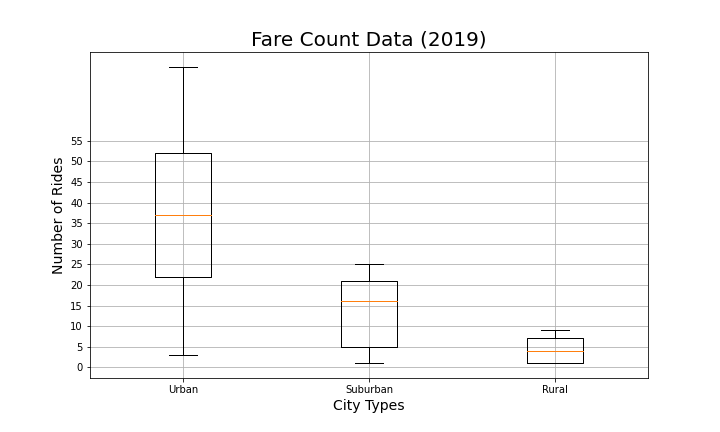 Fare Count Data (2019)
Number of Rides
55
50
45
40
35
30
25
20
15
10
5
0
Urban
Suburban
Rural
City Types